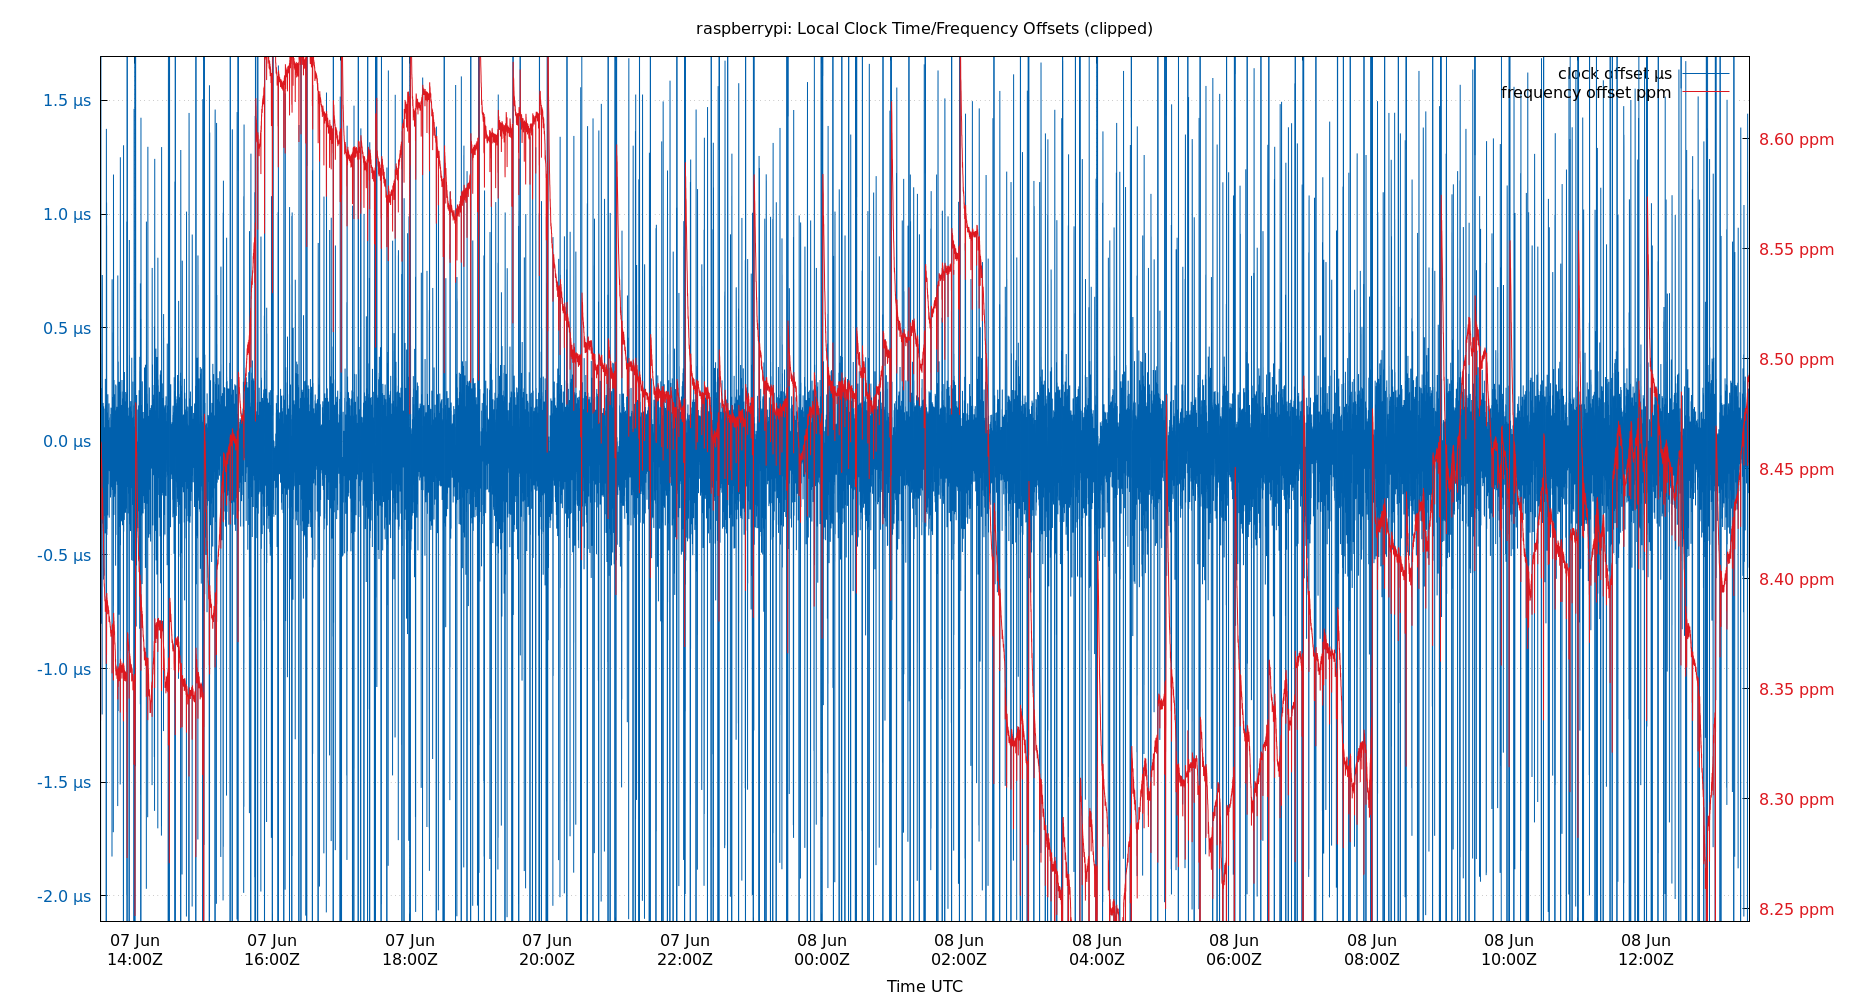 raspberrypi: Local Clock Time/Frequency Offsets (clipped)
clock offset µs
frequency offset ppm
1.5 µs
1.0 µs
0.5 µs
0.0 µs
-0.5 µs
-1.0 µs
-1.5 µs
-2.0 µs
8.60 ppm
8.55 ppm
8.50 ppm
8.45 ppm
8.40 ppm
8.35 ppm
8.30 ppm
8.25 ppm
07 Jun 07 Jun 07 Jun 07 Jun 07 Jun 08 Jun 08 Jun 08 Jun 08 Jun 08 Jun 08 Jun 08 Jun
14:00Z 16:00Z 18:00Z 20:00Z 22:00Z 00:00Z 02:00Z 04:00Z 06:00Z 08:00Z 10:00Z 12:00Z
Time UTC